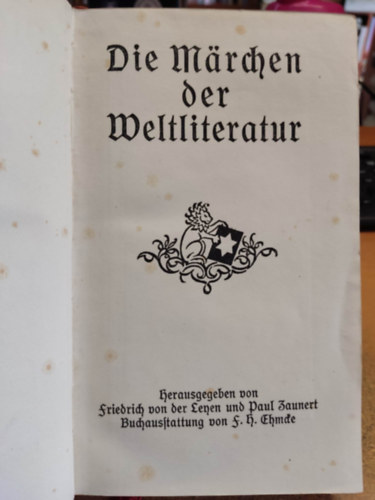 Die Märchen
der
Weltliteratur
Herausgegeben von
Friedrich von der Leyen und Paul Zaunert
Buchausstattung von F. H. Ehmcke